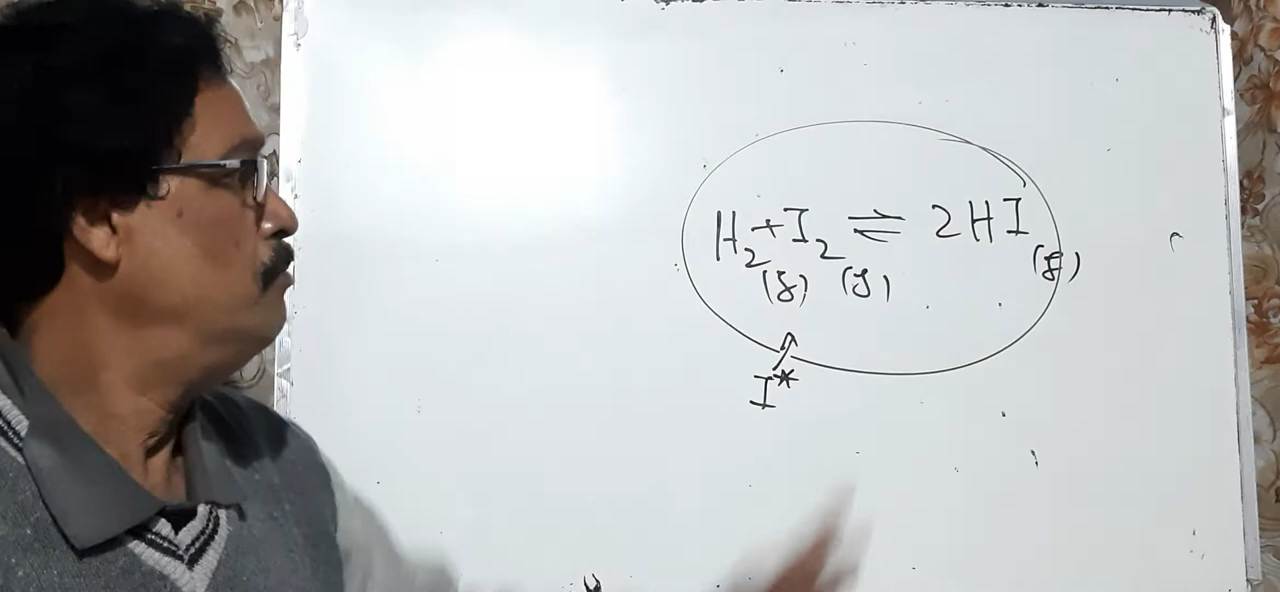 H₂ + I₂ ⇌ 2HI
(g) (g) (g)
I*